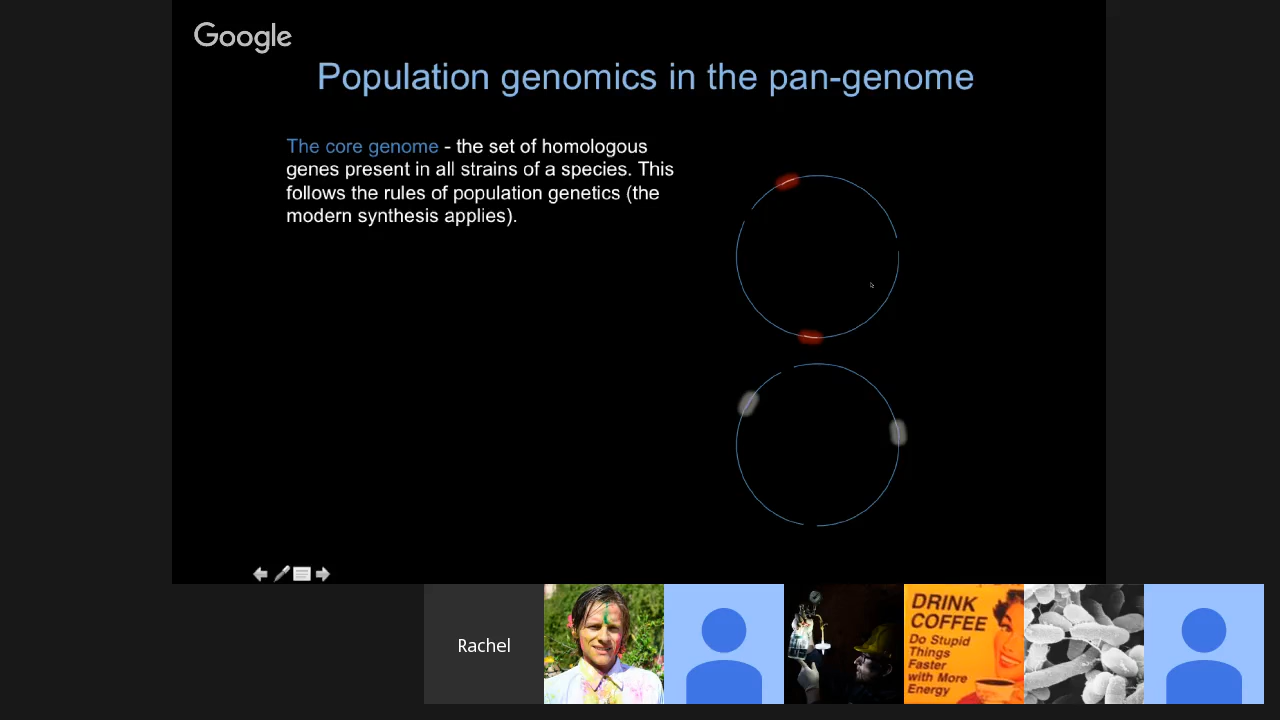 Google
Population genomics in the pan-genome
The core genome - the set of homologous
genes present in all strains of a species. This
follows the rules of population genetics (the
modern synthesis applies).
Rachel
DRINK
COFFEE
Do Stupid
Things
Faster
with More
Energy